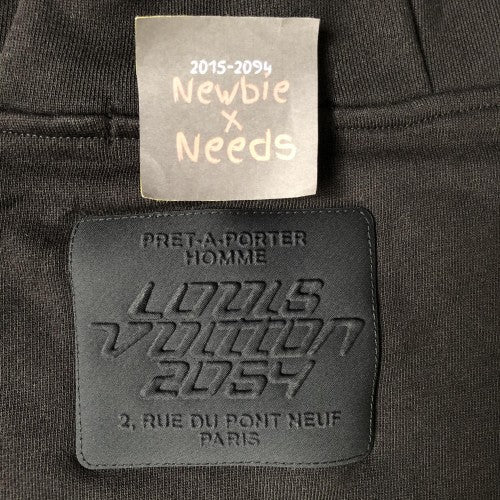 2015-2094
Newbie
x
Needs
PRET-A-PORTER
HOMME
LOUIS
VUITTON
2054
2, RUE DU PONT NEUF
PARIS